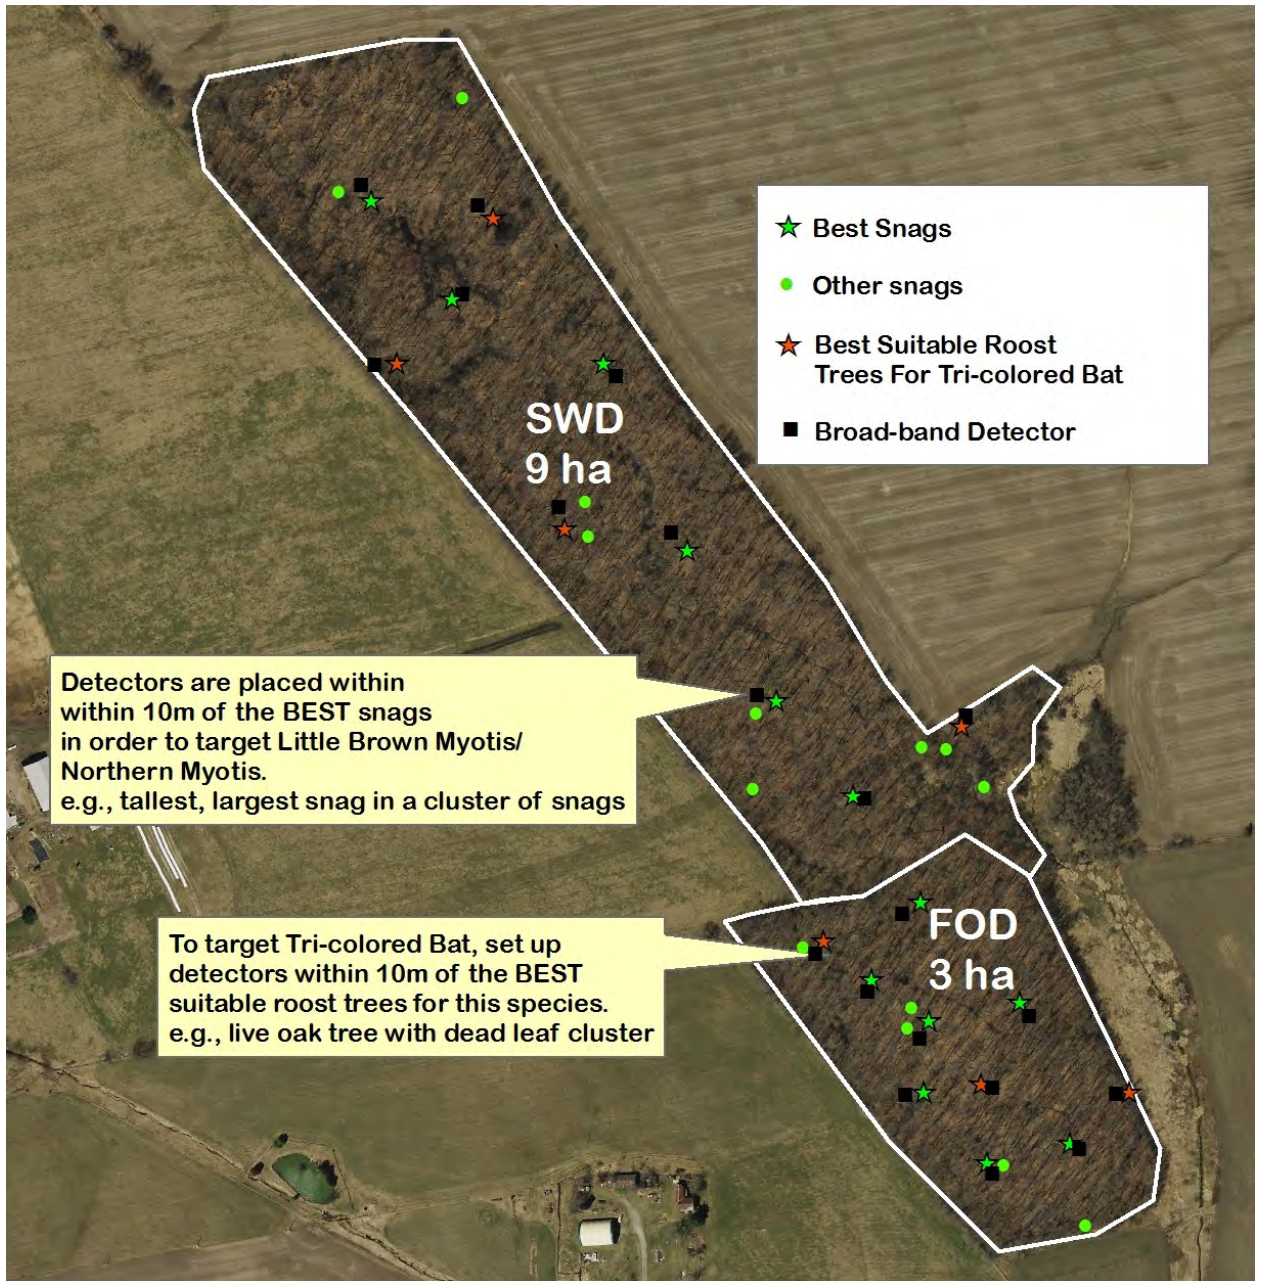 Best Snags
Other snags
Best Suitable Roost
Trees For Tri-colored Bat
Broad-band Detector
SWD
9 ha
Detectors are placed within
within 10m of the BEST snags
in order to target Little Brown Myotis/
Northern Myotis.
e.g., tallest, largest snag in a cluster of snags
To target Tri-colored Bat, set up
detectors within 10m of the BEST
suitable roost trees for this species.
e.g., live oak tree with dead leaf cluster
FOD
3 ha